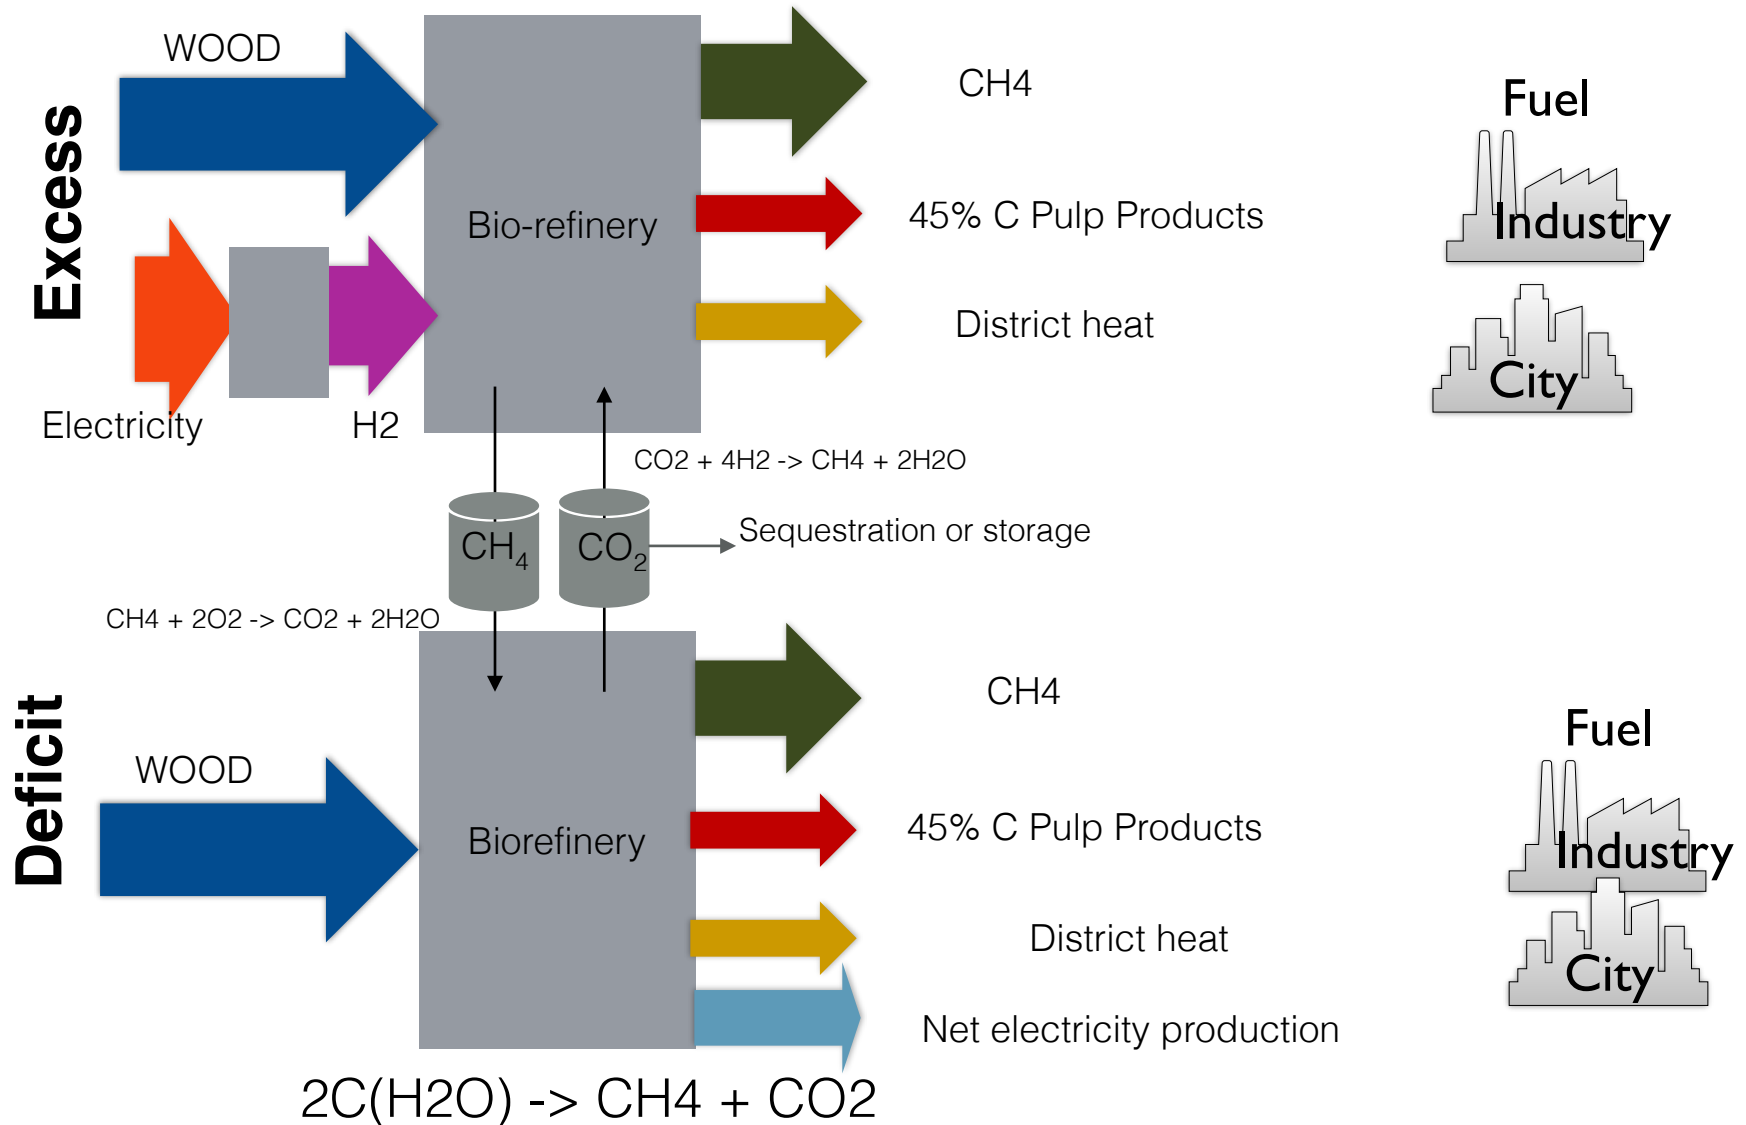 Excess
WOOD
Electricity
H2
Bio-refinery
CH4
45% C Pulp Products
District heat
Fuel
Industry
City
CO2 + 4H2 -> CH4 + 2H2O
CH₄
CO₂
Sequestration or storage
CH4 + 2O2 -> CO2 + 2H2O
Deficit
WOOD
Biorefinery
CH4
45% C Pulp Products
District heat
Net electricity production
Fuel
Industry
City
2C(H2O) -> CH4 + CO2